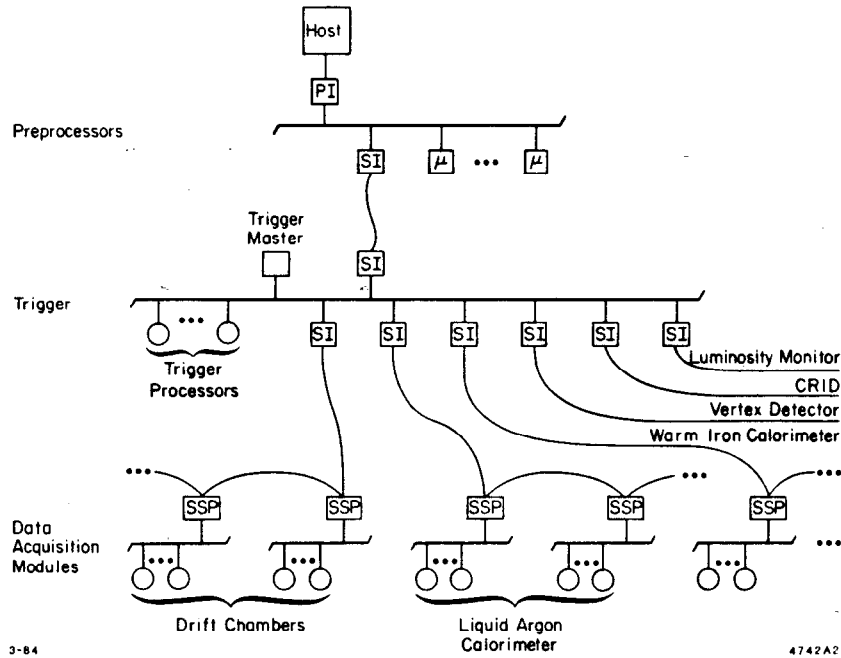 Host
PI
Preprocessors
SI
μ
•••
μ
Trigger
Master
SI
Trigger
•••
SI
SI
SI
SI
SI
SI
Trigger
Processors
Luminosity Monitor
CRID
Vertex Detector
Warm Iron Calorimeter
•••
•••
•••
SSP
SSP
SSP
SSP
SSP
Data
Acquisition
Modules
•••
•••
•••
•••
•••
•••
Drift Chambers
Liquid Argon
Calorimeter
3-84
4742A2